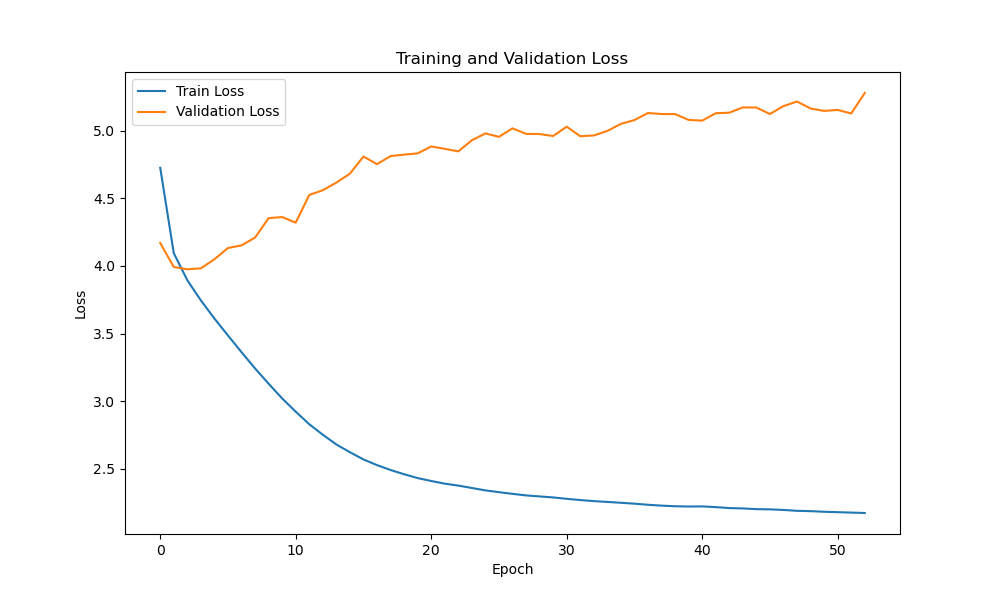 Training and Validation Loss
Train Loss
Validation Loss
5.0
4.5
4.0
3.5
3.0
2.5
Loss
0 10 20 30 40 50
Epoch